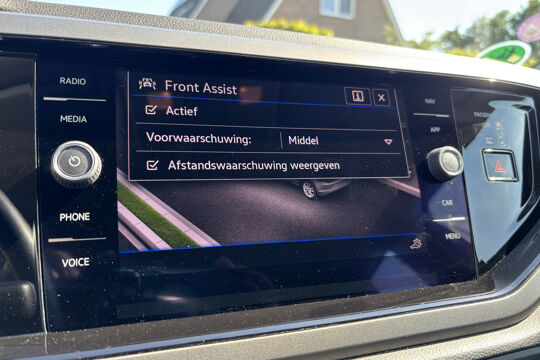 RADIO
MEDIA
PHONE
VOICE
Front Assist
i X
Actief
Voorwaarschuwing: Middel
Afstandswaarschuwing weergeven
NAV
APP
CAR
MENU